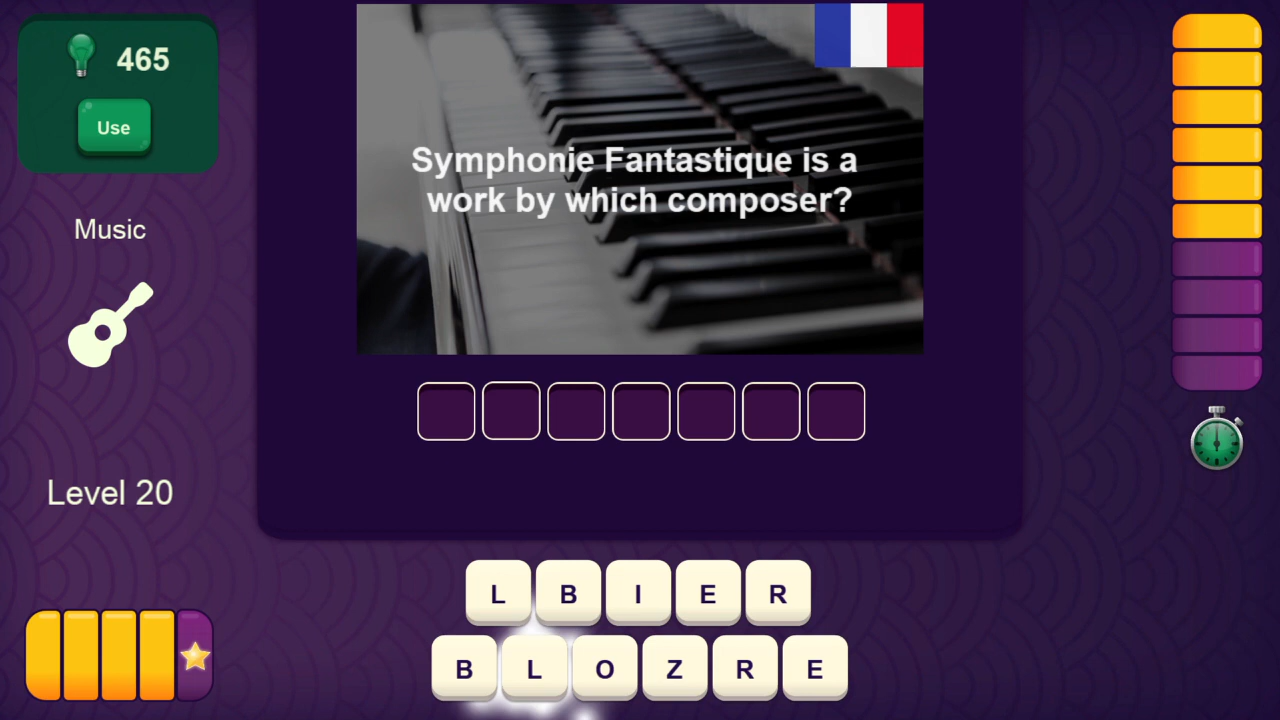 465
Use
Music
Level 20
Symphonie Fantastique is a
work by which composer?
L B I E R
B L O Z R E